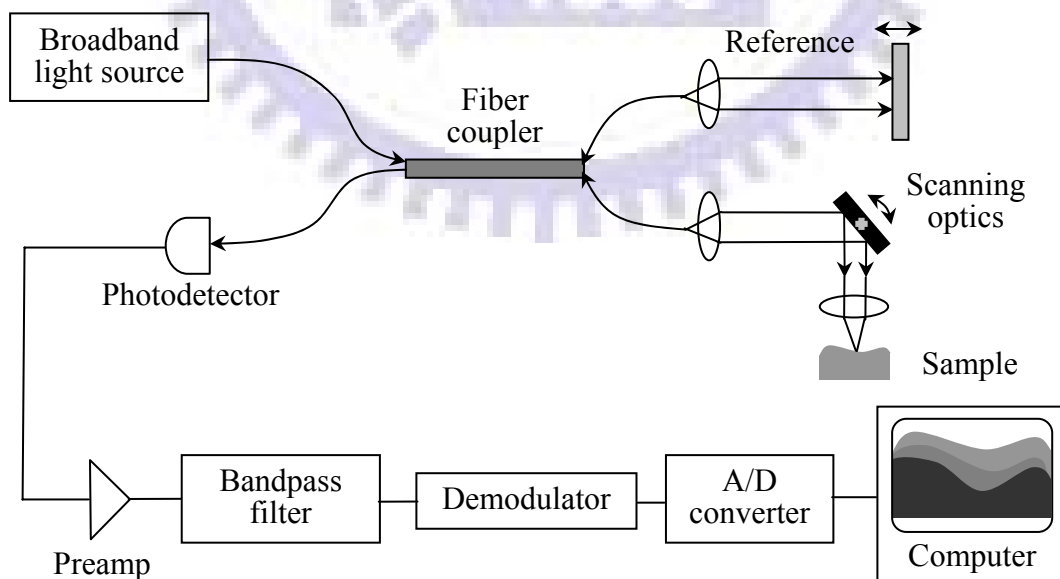 Broadband
light source
Reference
Fiber
coupler
Scanning
optics
Photodetector
Sample
Preamp
Bandpass
filter
Demodulator
A/D
converter
Computer